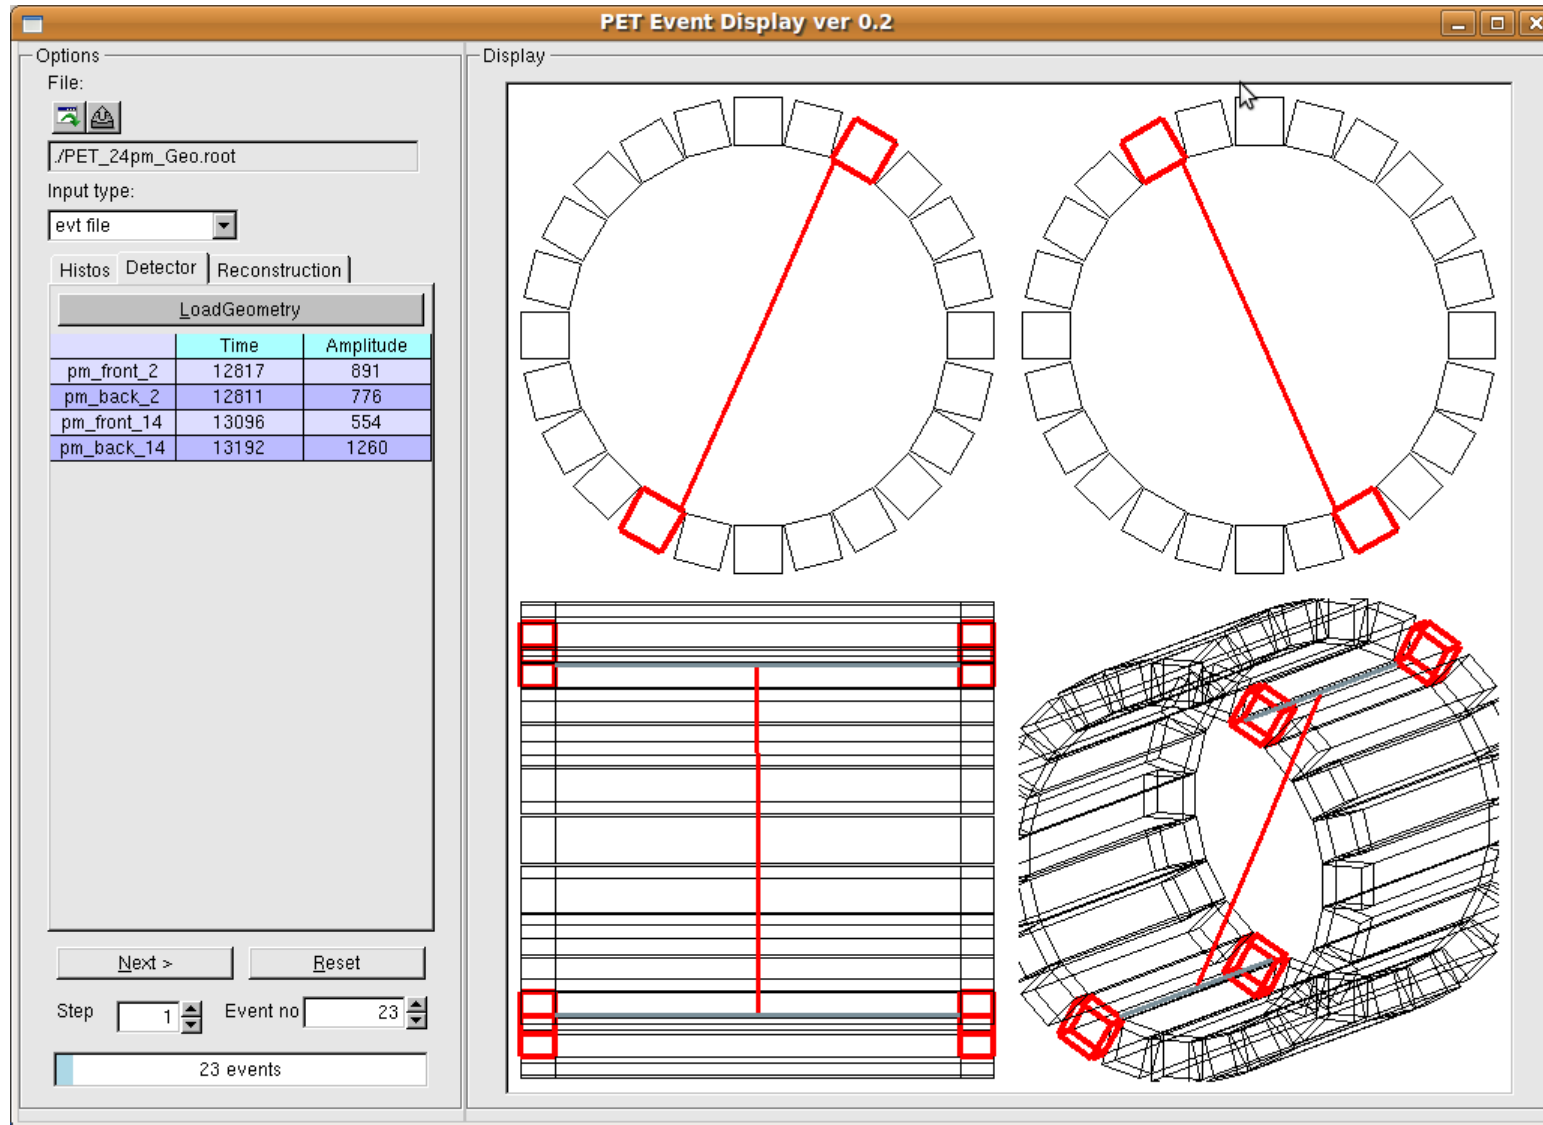 PET Event Display ver 0.2
Options
File:
./PET_24pm_Geo.root
Input type:
evt file
Histos Detector Reconstruction
LoadGeometry
Time Amplitude
pm_front_2 12817 891
pm_back_2 12811 776
pm_front_14 13096 554
pm_back_14 13192 1260
Next > Reset
Step 1 Event no 23
23 events
Display